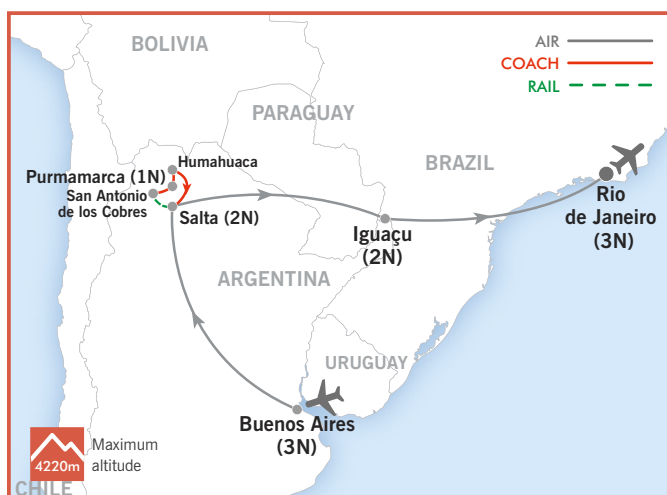 BOLIVIA
AIR
COACH
RAIL
PARAGUAY
BRAZIL
Humahuaca
Purmamarca (1N)
San Antonio
de los Cobres
Salta (2N)
Iguaçu
(2N)
Rio
de Janeiro
(3N)
ARGENTINA
URUGUAY
Buenos Aires
(3N)
4220m
Maximum
altitude
CHILE